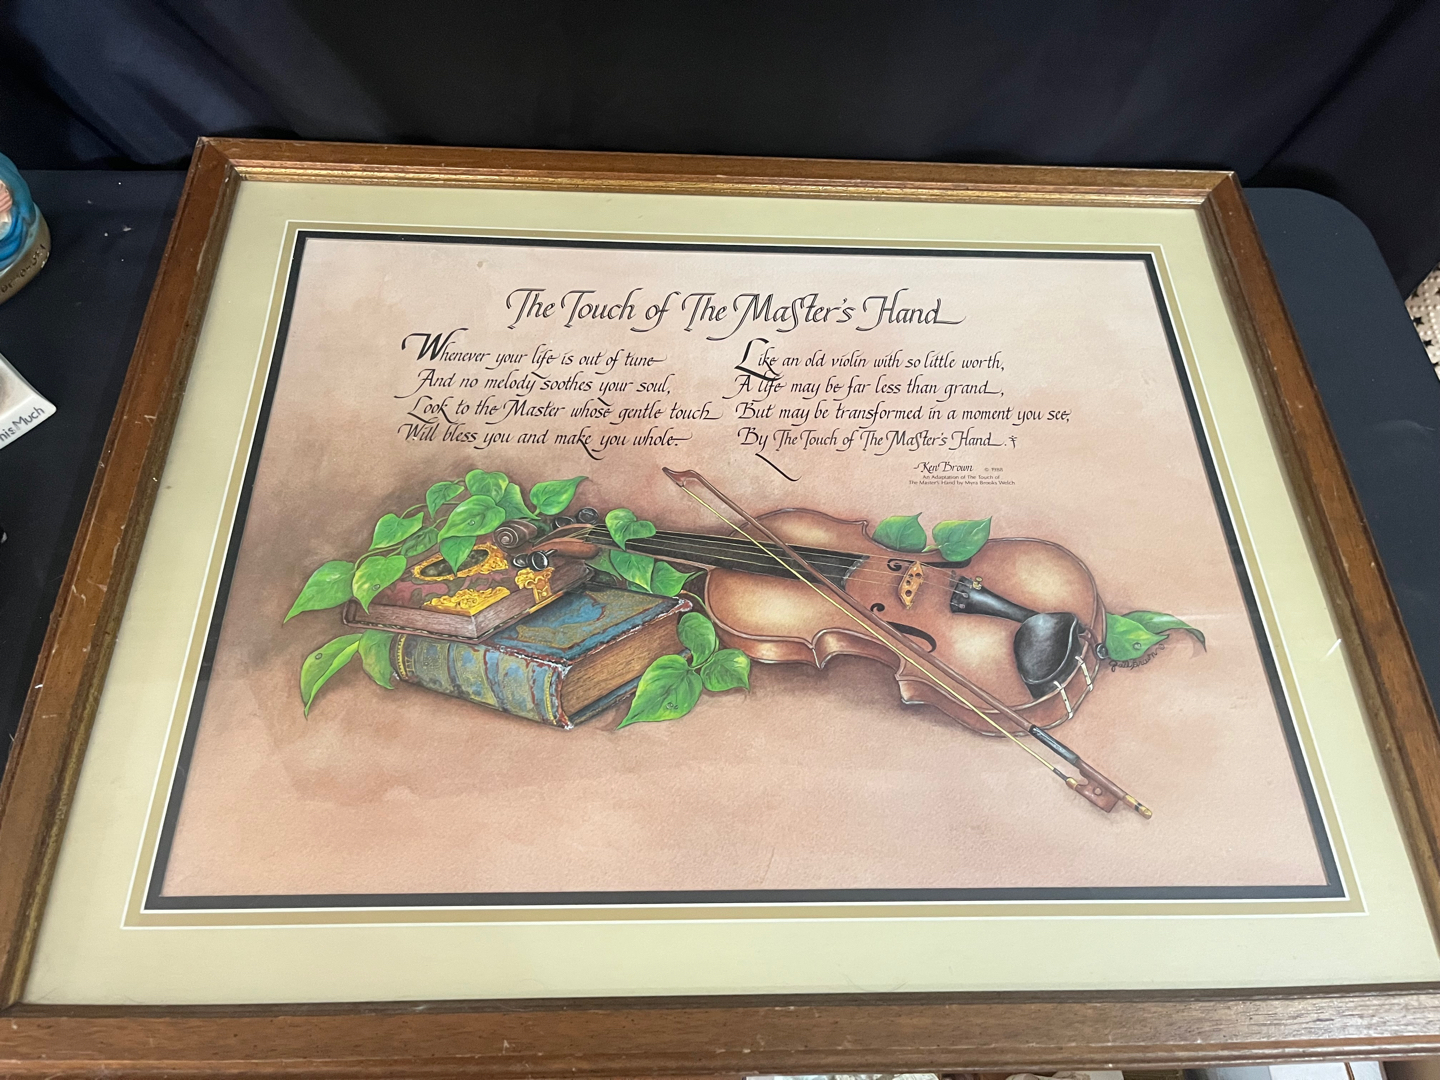 The Touch of The Master's Hand
Whenever your life is out of tune
And no melody soothes your soul,
Look to the Master whose gentle touch
Will bless you and make you whole.
Like an old violin with so little worth,
A life may be far less than grand,
But may be transformed in a moment you see,
By The Touch of The Master's Hand.
-Ken Brown © 1988
An Adaptation of The Touch of
The Master's Hand by Myra Brooks Welch
his Much